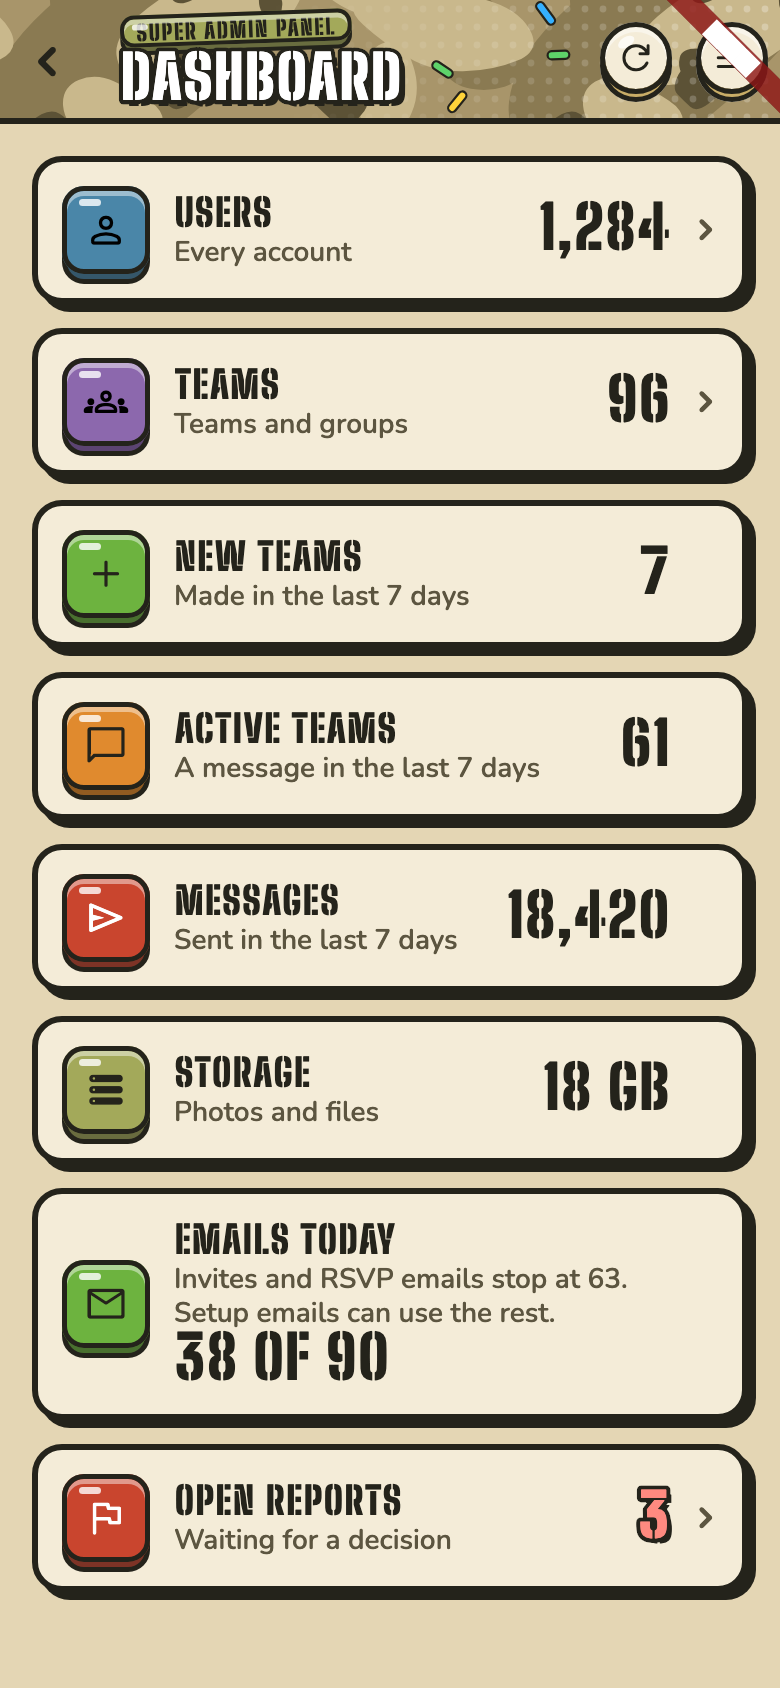 SUPER ADMIN PANEL
DASHBOARD
USERS
Every account
1,284
TEAMS
Teams and groups
96
NEW TEAMS
Made in the last 7 days
7
ACTIVE TEAMS
A message in the last 7 days
61
MESSAGES
Sent in the last 7 days
18,420
STORAGE
Photos and files
18 GB
EMAILS TODAY
Invites and RSVP emails stop at 63.
Setup emails can use the rest.
38 OF 90
OPEN REPORTS
Waiting for a decision
3